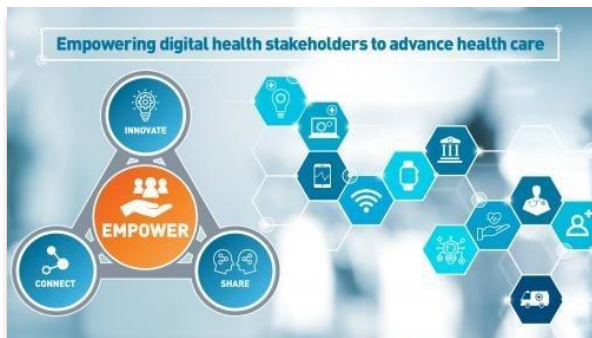 Empowering digital health stakeholders to advance health care
INNOVATE
EMPOWER
CONNECT
SHARE